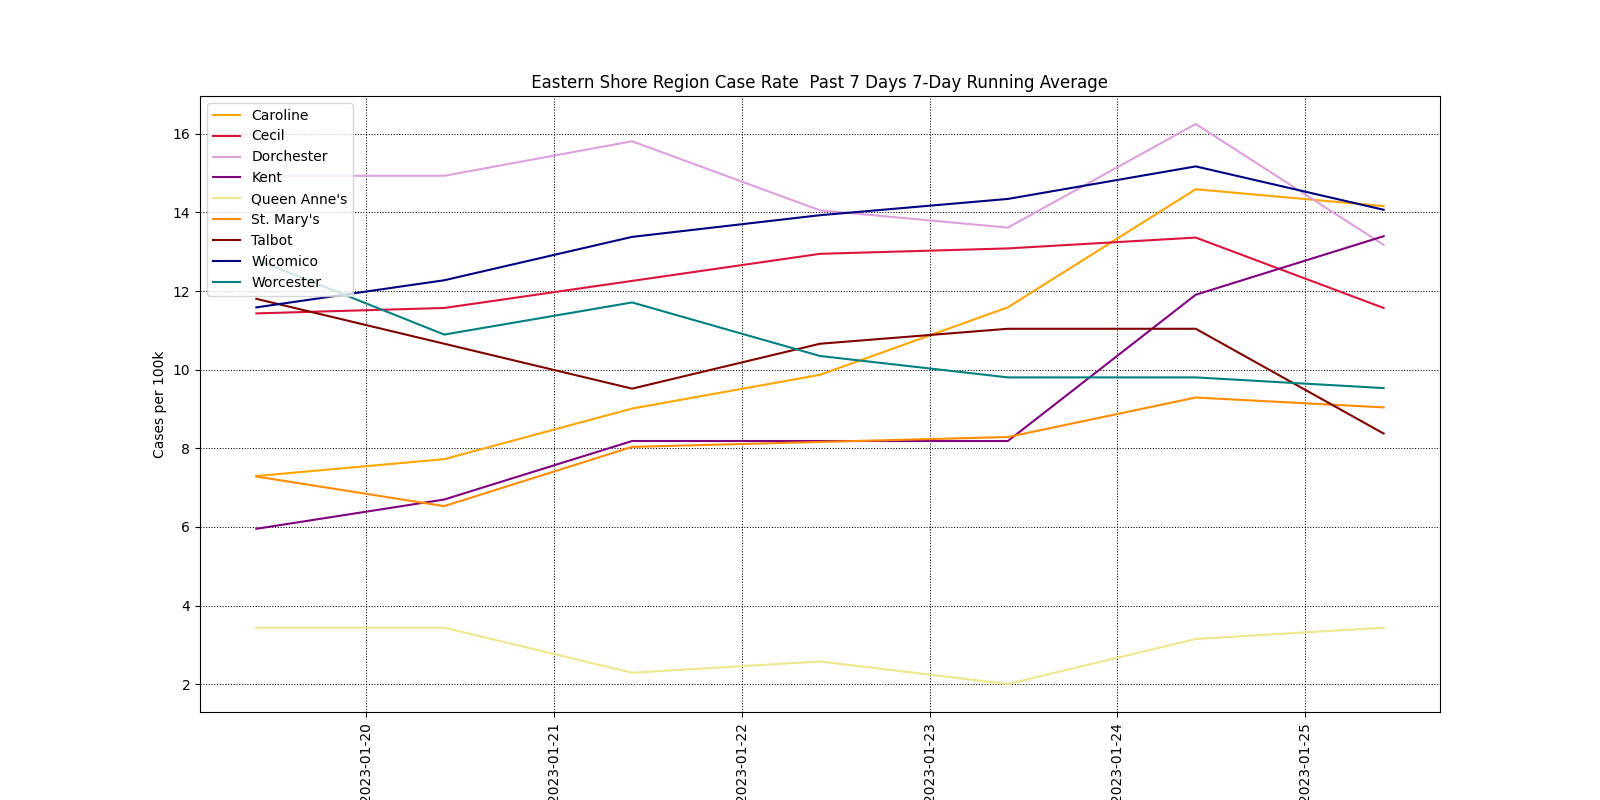 Eastern Shore Region Case Rate  Past 7 Days 7-Day Running Average
Caroline
Cecil
Dorchester
Kent
Queen Anne's
St. Mary's
Talbot
Wicomico
Worcester
Cases per 100k
16
14
12
10
8
6
4
2
2023-01-20
2023-01-21
2023-01-22
2023-01-23
2023-01-24
2023-01-25